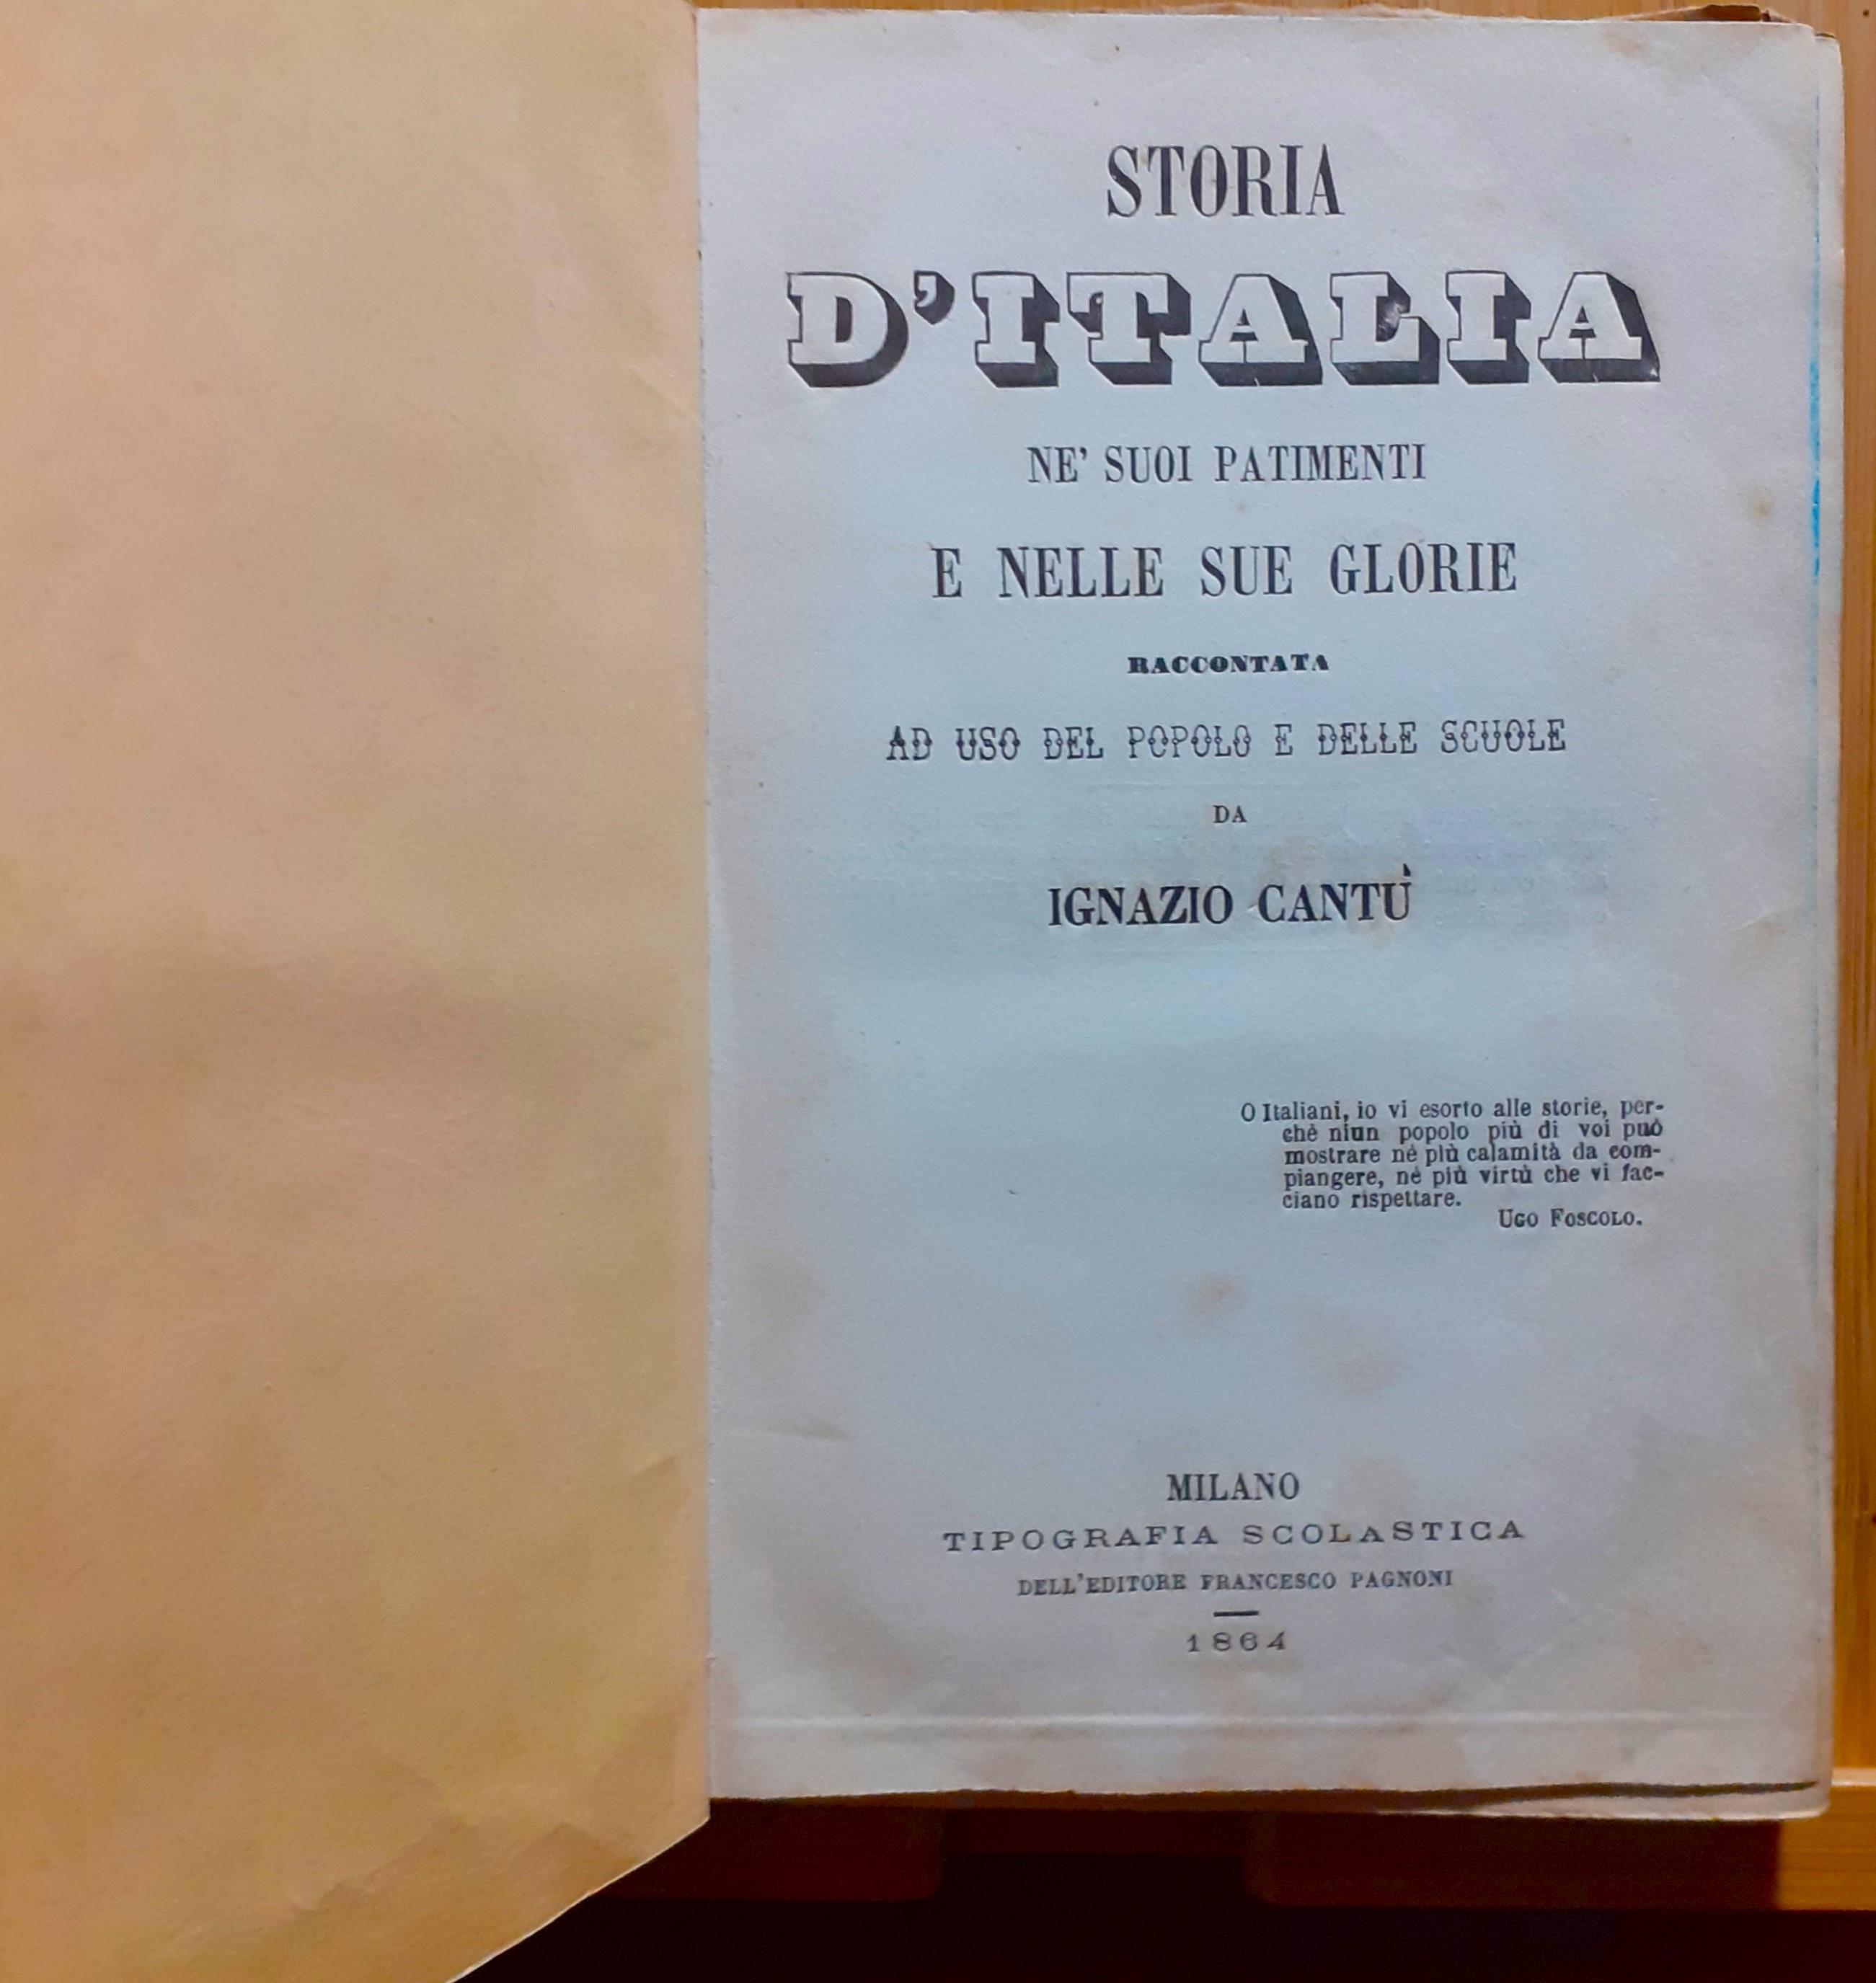 STORIA
D'ITALIA
NE' SUOI PATIMENTI
E NELLE SUE GLORIE
RACCONTATA
AD USO DEL POPOLO E DELLE SCUOLE
DA
IGNAZIO CANTÙ
O Italiani, io vi esorto alle storie, per-
chè niun popolo più di voi può
mostrare nè più calamità da com-
piangere, nè più virtù che vi fac-
ciano rispettare.
UGO FOSCOLO.
MILANO
TIPOGRAFIA SCOLASTICA
DELL'EDITORE FRANCESCO PAGNONI
1864